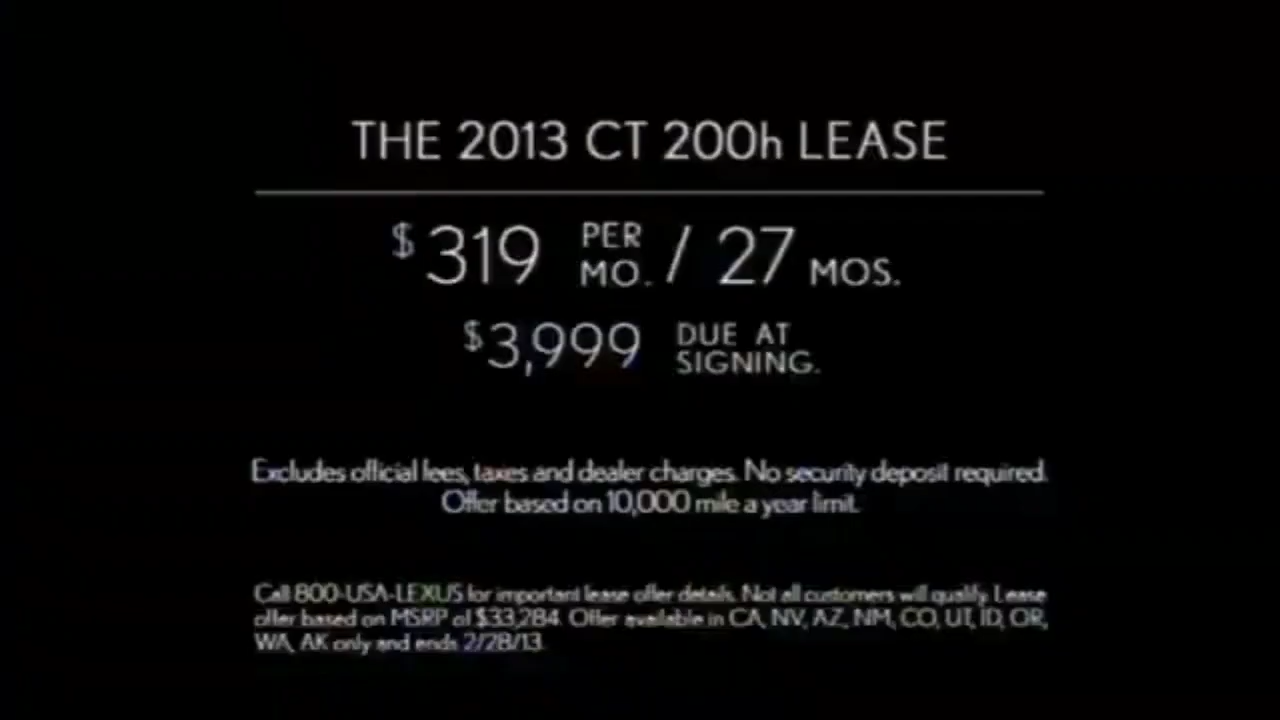 THE 2013 CT 200h LEASE
$319 PER MO. / 27 MOS.
$3,999 DUE AT SIGNING.
Excludes official fees, taxes and dealer charges. No security deposit required.
Offer based on 10,000 mile a year limit.
Call 800-USA-LEXUS for important lease offer details. Not all customers will qualify. Lease
offer based on MSRP of $33,284. Offer available in CA, NV, AZ, NM, CO, UT, ID, OR,
WA, AK only and ends 2/28/13.